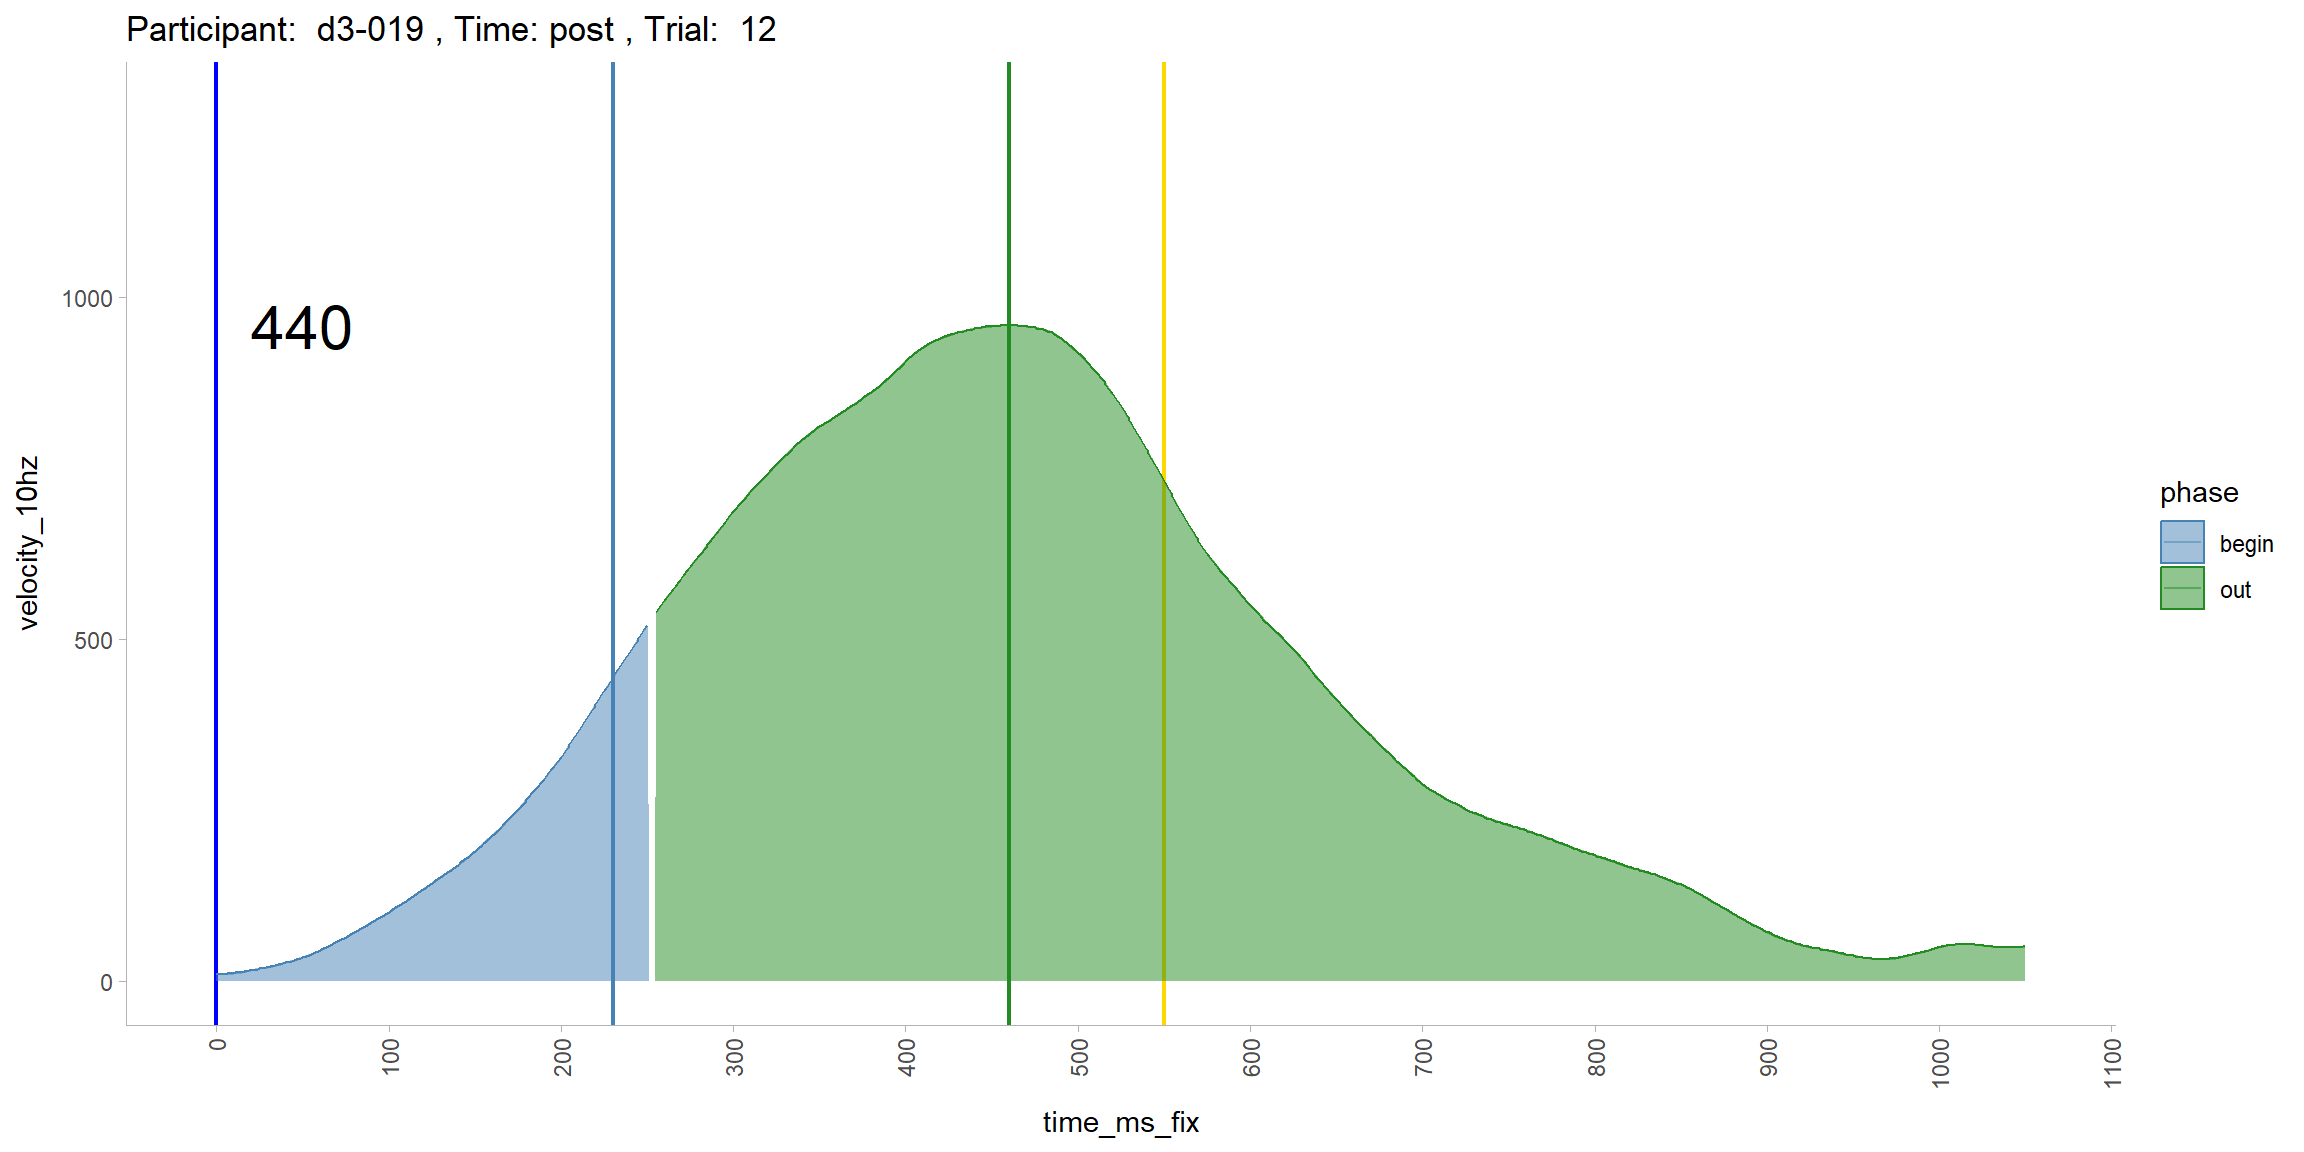 Participant:  d3-019 , Time: post , Trial:  12
1000
440
500
0
velocity_10hz
0 100 200 300 400 500 600 700 800 900 1000 1100
time_ms_fix
phase
begin
out